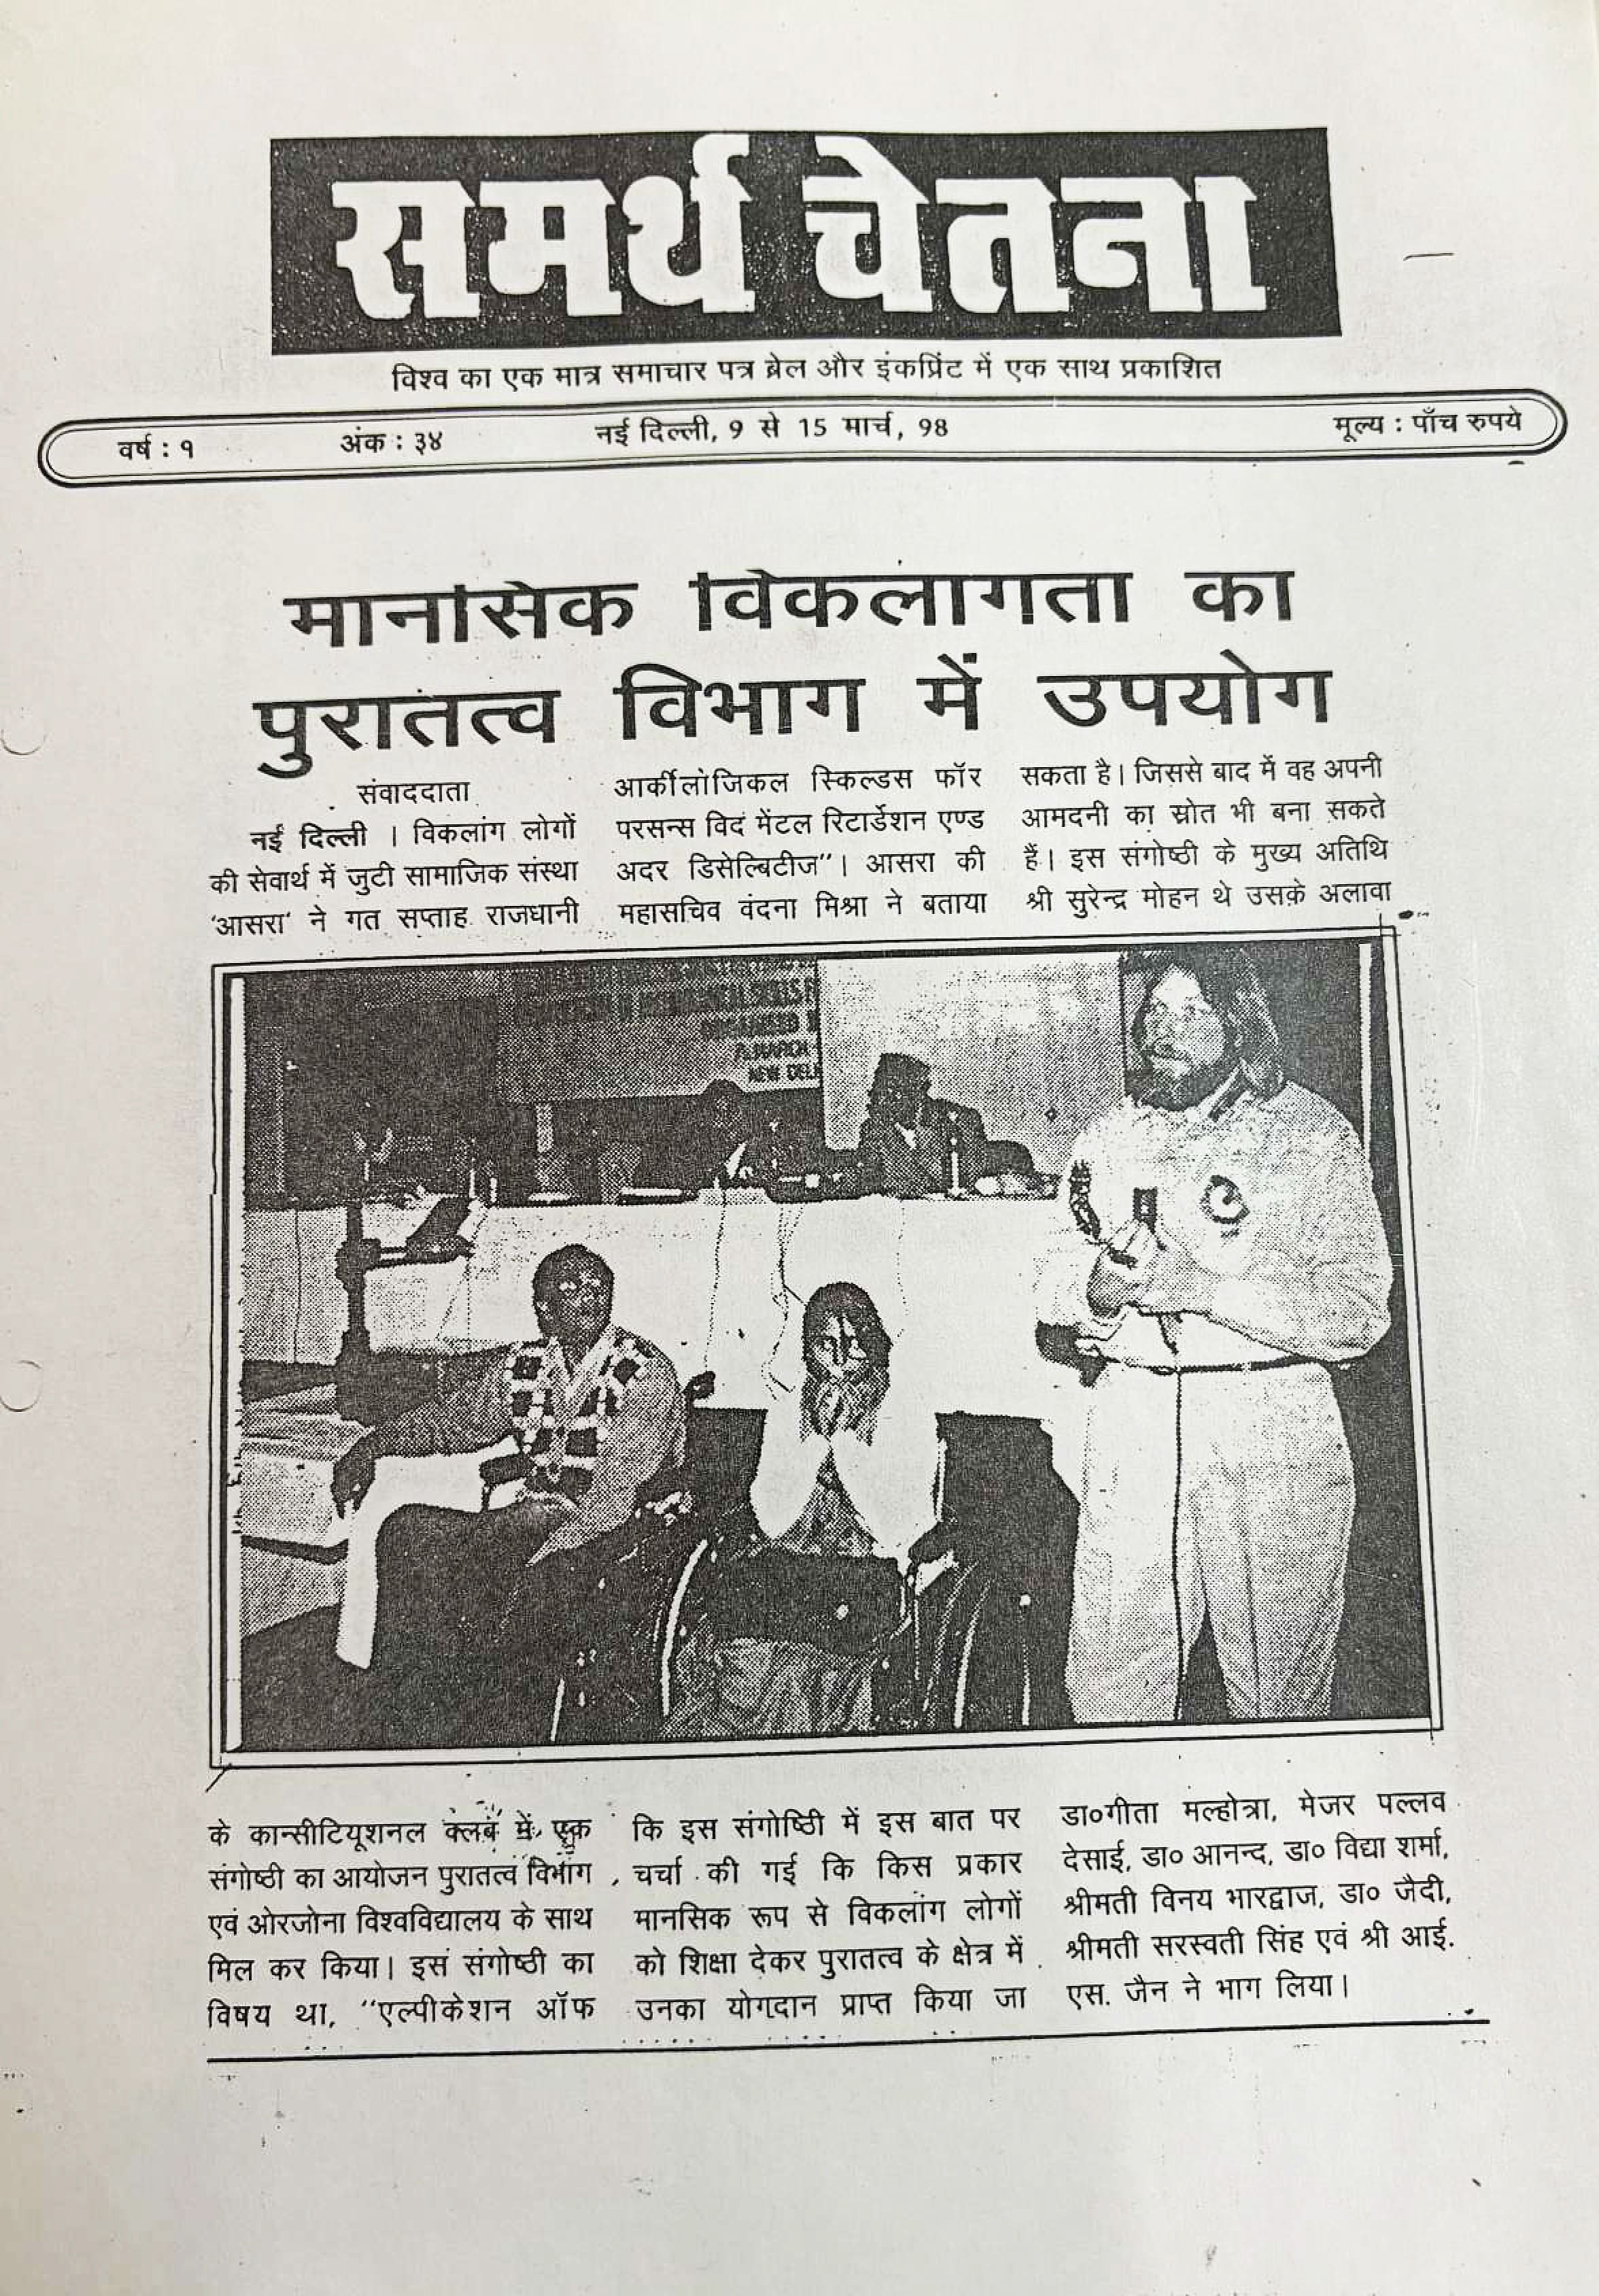 समर्थ चेतना
विश्व का एक मात्र समाचार पत्र ब्रेल और इंकप्रिंट में एक साथ प्रकाशित
वर्ष : १ अंक : ३४ नई दिल्ली, 9 से 15 मार्च, 98 मूल्य : पाँच रुपये
मानसिक विकलागता का
पुरातत्व विभाग में उपयोग
संवाददाता
नई दिल्ली । विकलांग लोगों
की सेवार्थ में जुटी सामाजिक संस्था
'आसरा' ने गत सप्ताह राजधानी
के कान्सीटियूशनल क्लब में एक
संगोष्ठी का आयोजन पुरातत्व विभाग
एवं ओरजोना विश्वविद्यालय के साथ
मिल कर किया। इस संगोष्ठी का
विषय था, "एल्पीकेशन ऑफ
आर्कीलॉजिकल स्किल्डस फॉर
परसन्स विद मेंटल रिटार्डेशन एण्ड
अदर डिसेल्बिटीज"। आसरा की
महासचिव वंदना मिश्रा ने बताया
कि इस संगोष्ठिी में इस बात पर
चर्चा की गई कि किस प्रकार
मानसिक रूप से विकलांग लोगों
को शिक्षा देकर पुरातत्व के क्षेत्र में
उनका योगदान प्राप्त किया जा
सकता है। जिससे बाद में वह अपनी
आमदनी का स्रोत भी बना सकते
हैं। इस संगोष्ठी के मुख्य अतिथि
श्री सुरेन्द्र मोहन थे उसके अलावा
डा०गीता मल्होत्रा, मेजर पल्लव
देसाई, डा० आनन्द, डा० विद्या शर्मा,
श्रीमती विनय भारद्वाज, डा० जैदी,
श्रीमती सरस्वती सिंह एवं श्री आई.
एस. जैन ने भाग लिया।
MARCH
NEW DELH